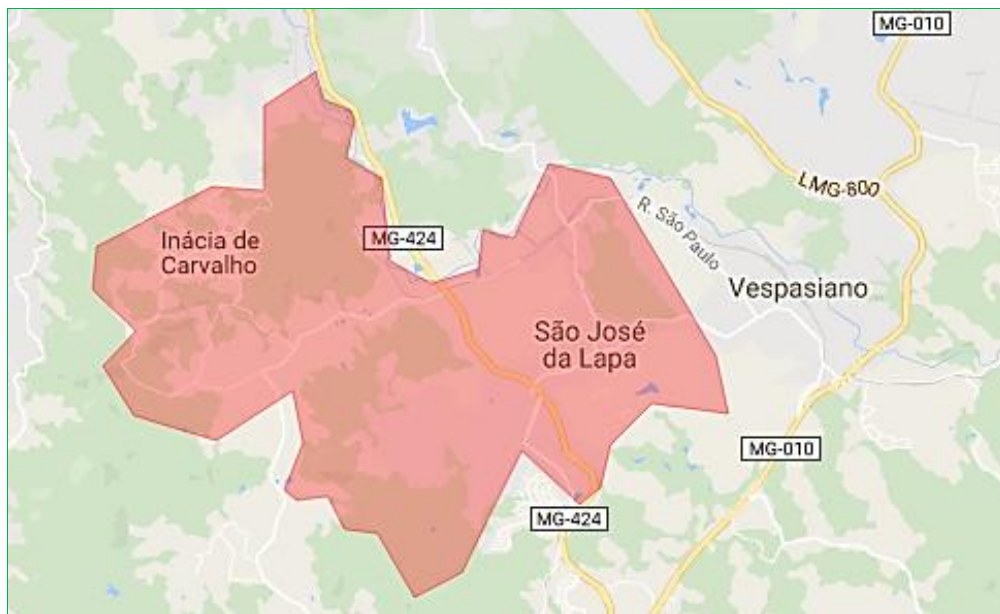 MG-010
LMG-800
R. São Paulo
MG-424
Inácia de
Carvalho
Vespasiano
São José
da Lapa
MG-010
MG-424